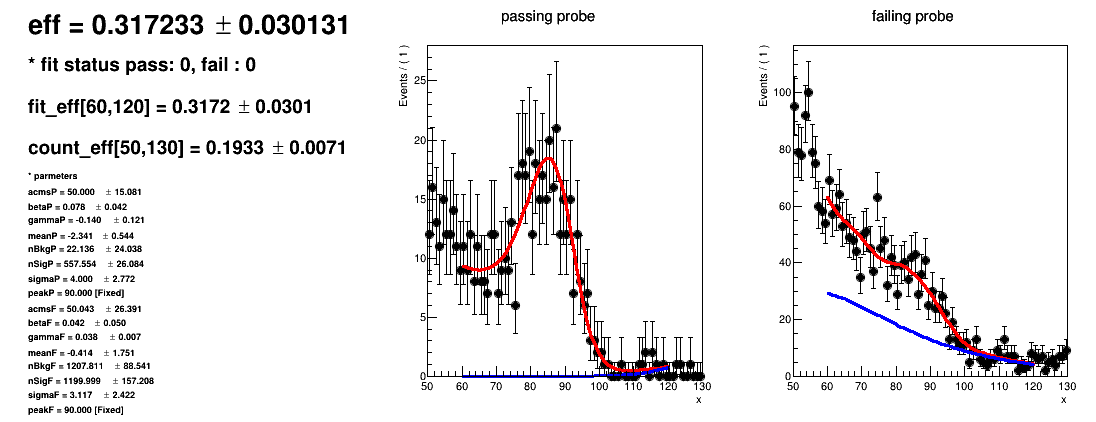 eff = 0.317233 ± 0.030131
* fit status pass: 0, fail : 0
fit_eff[60,120] = 0.3172 ± 0.0301
count_eff[50,130] = 0.1933 ± 0.0071
* parmeters
acmsP = 50.000 ± 15.081
betaP = 0.078 ± 0.042
gammaP = -0.140 ± 0.121
meanP = -2.341 ± 0.544
nBkgP = 22.136 ± 24.038
nSigP = 557.554 ± 26.084
sigmaP = 4.000 ± 2.772
peakP = 90.000 [Fixed]
acmsF = 50.043 ± 26.391
betaF = 0.042 ± 0.050
gammaF = 0.038 ± 0.007
meanF = -0.414 ± 1.751
nBkgF = 1207.811 ± 88.541
nSigF = 1199.999 ± 157.208
sigmaF = 3.117 ± 2.422
peakF = 90.000 [Fixed]
passing probe
Events / ( 1 )
25
20
15
10
5
0
50 60 70 80 90 100 110 120 130
x
failing probe
Events / ( 1 )
100
80
60
40
20
0
50 60 70 80 90 100 110 120 130
x